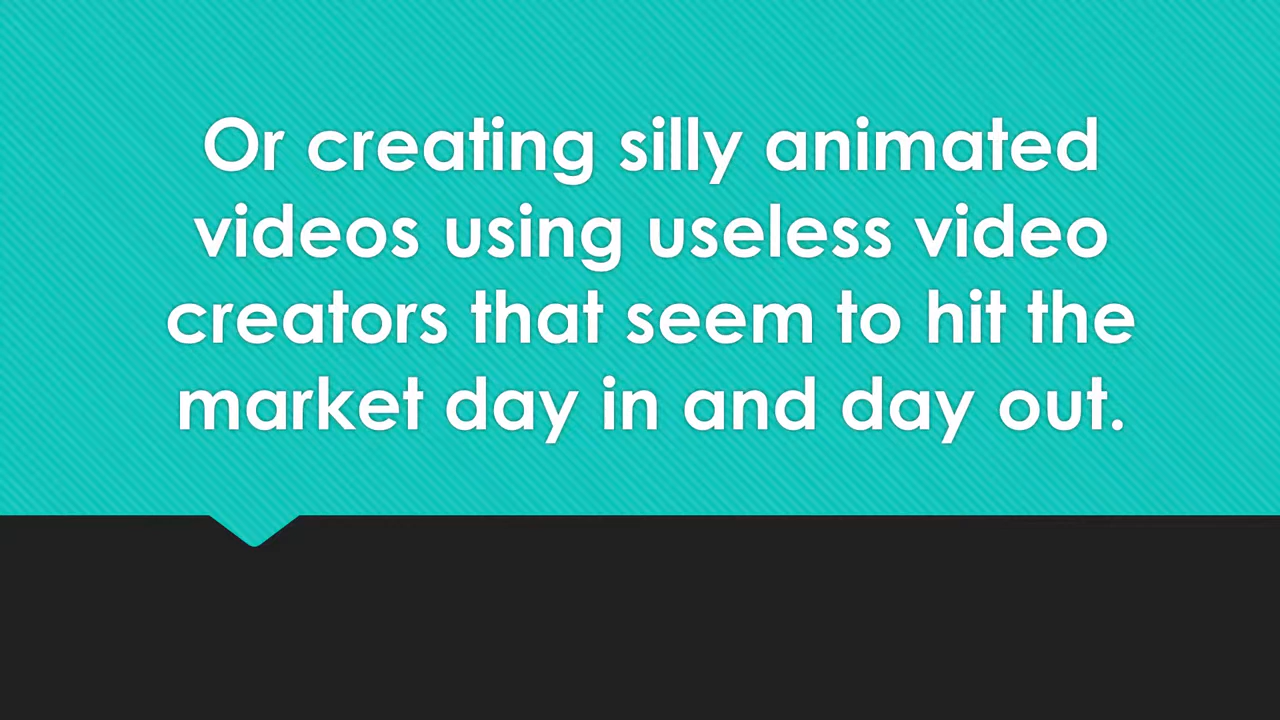 Or creating silly animated
videos using useless video
creators that seem to hit the
market day in and day out.